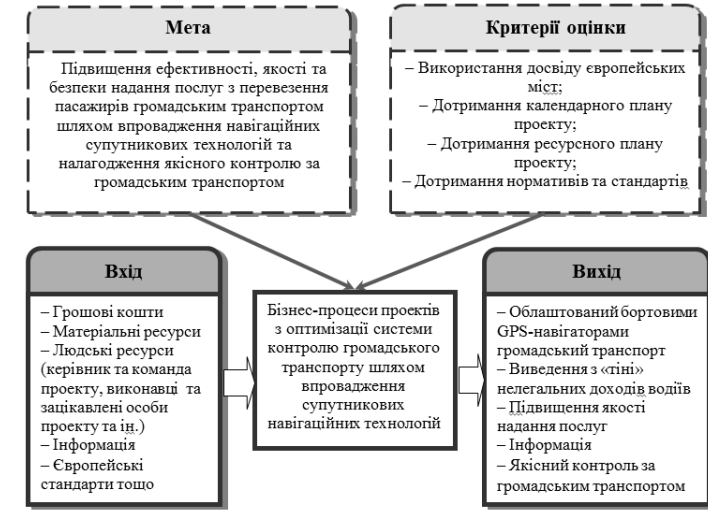 Мета
Підвищення ефективності, якості та
безпеки надання послуг з перевезення
пасажирів громадським транспортом
шляхом впровадження навігаційних
супутникових технологій та
налагодження якісного контролю за
громадським транспортом
Критерії оцінки
– Використання досвіду європейських
міст;
– Дотримання календарного плану
проекту;
– Дотримання ресурсного плану
проекту;
– Дотримання нормативів та стандартів
Вхід
– Грошові кошти
– Матеріальні ресурси
– Людські ресурси
(керівник та команда
проекту, виконавці та
зацікавлені особи
проекту та ін.)
– Інформація
– Європейські
стандарти тощо
Бізнес-процеси проектів
з оптимізації системи
контролю громадського
транспорту шляхом
впровадження
супутникових
навігаційних технологій
Вихід
– Облаштований бортовими
GPS-навігаторами
громадський транспорт
– Виведення з «тіні»
нелегальних доходів водіїв
– Підвищення якості
надання послуг
– Інформація
– Якісний контроль за
громадським транспортом